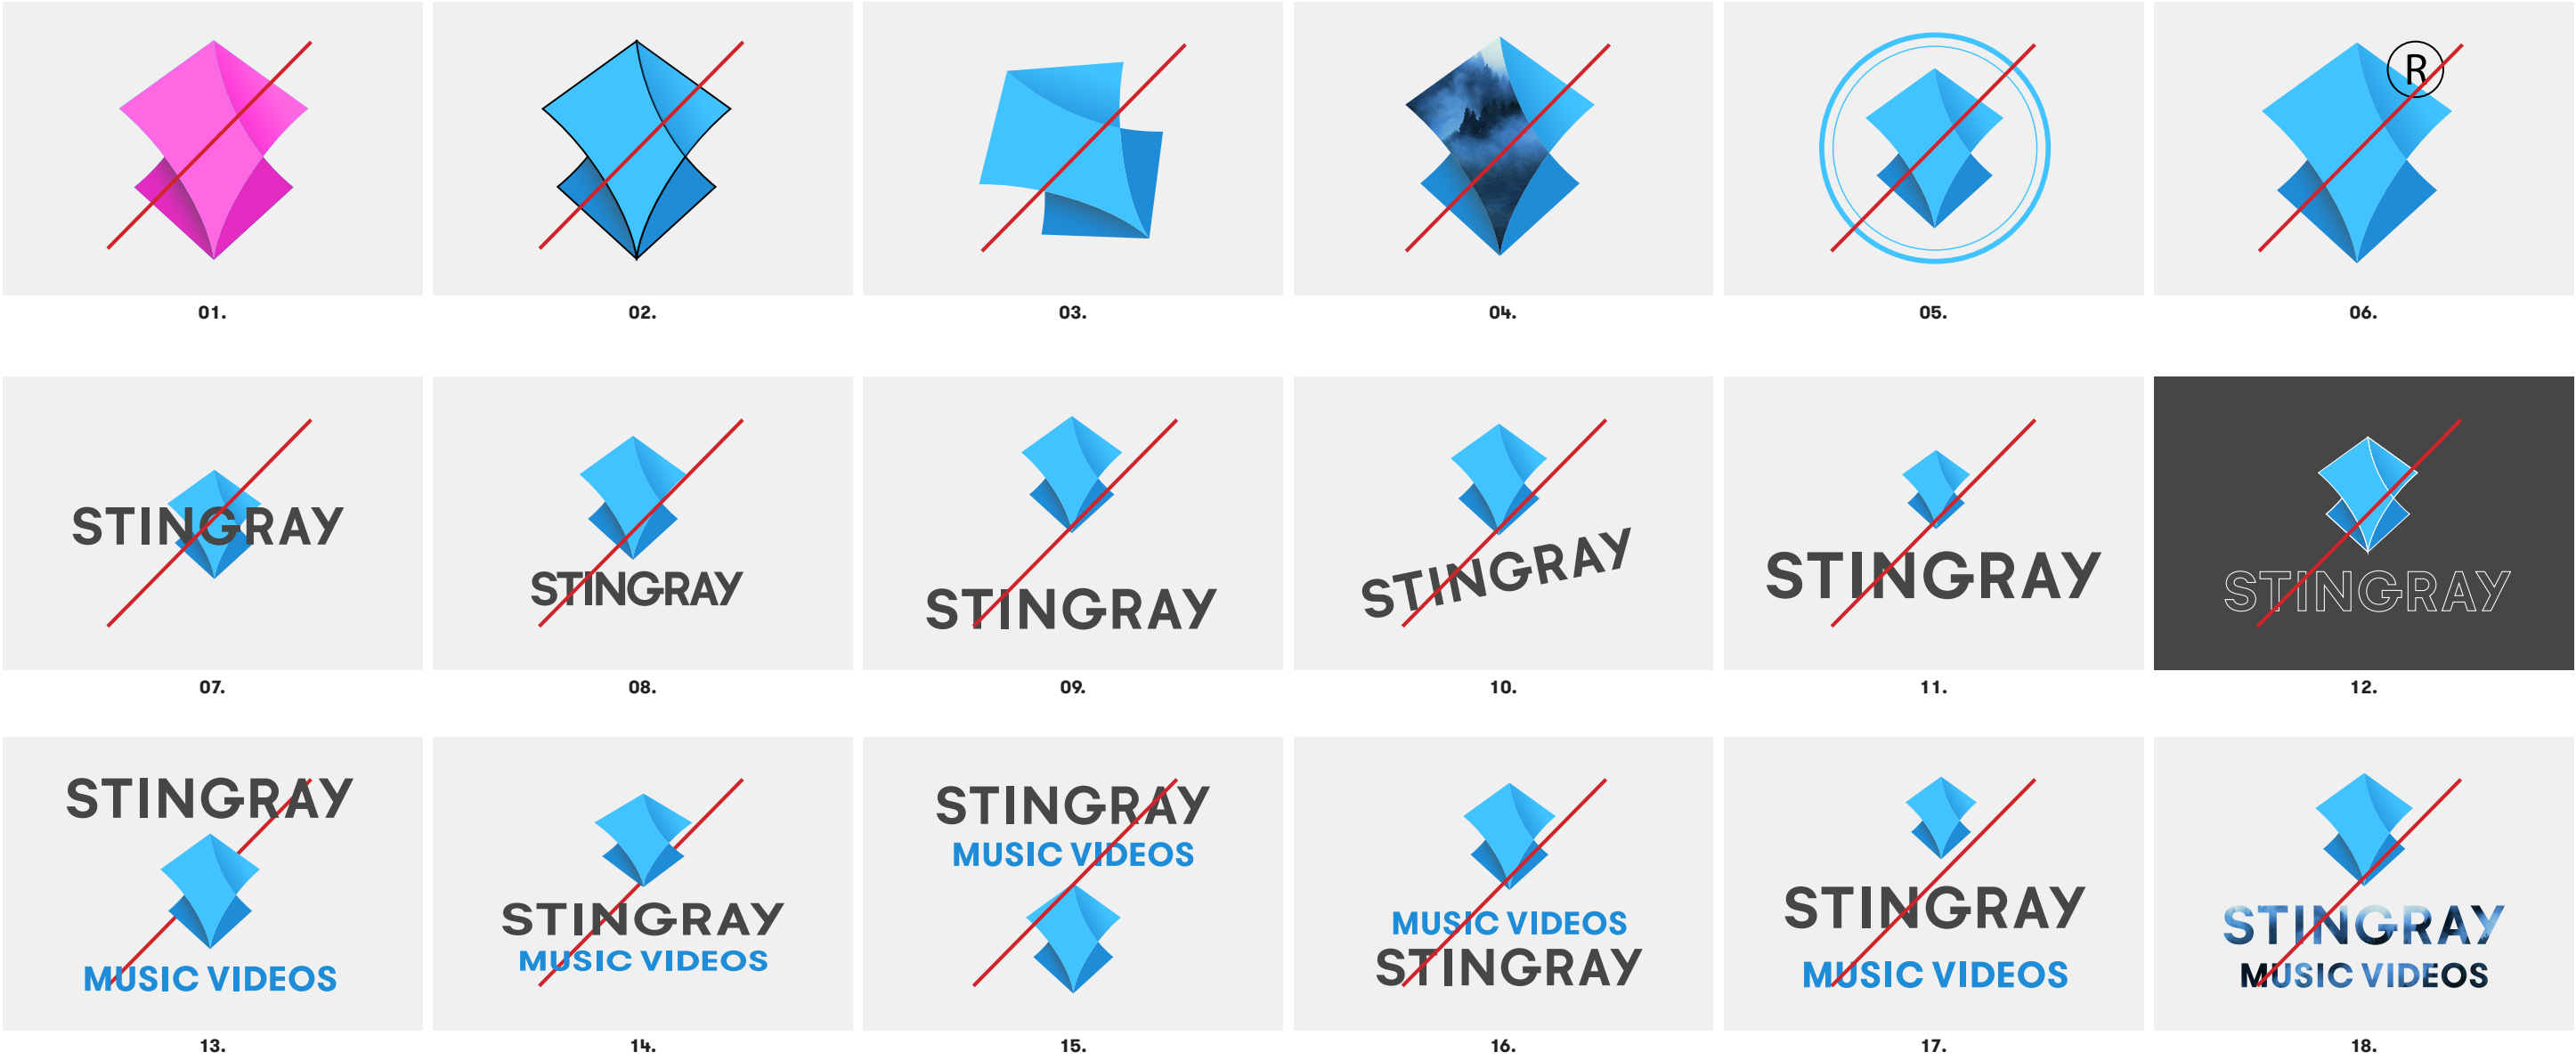 R
01.
02.
03.
04.
05.
06.
STINGRAY
STINGRAY
STINGRAY
STINGRAY
STINGRAY
STINGRAY
07.
08.
09.
10.
11.
12.
STINGRAY
MUSIC VIDEOS
STINGRAY
MUSIC VIDEOS
STINGRAY
MUSIC VIDEOS
MUSIC VIDEOS
STINGRAY
STINGRAY
MUSIC VIDEOS
STINGRAY
MUSIC VIDEOS
13.
14.
15.
16.
17.
18.